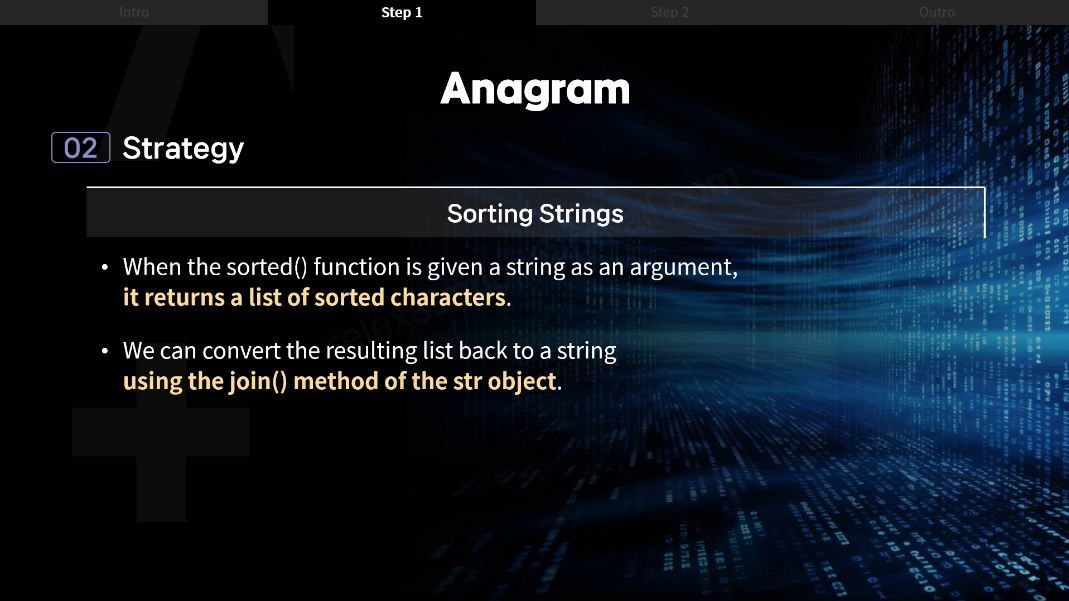 Intro
Step 1
Step 2
Outro
Anagram
02 Strategy
Sorting Strings
• When the sorted() function is given a string as an argument,
it returns a list of sorted characters.
• We can convert the resulting list back to a string
using the join() method of the str object.